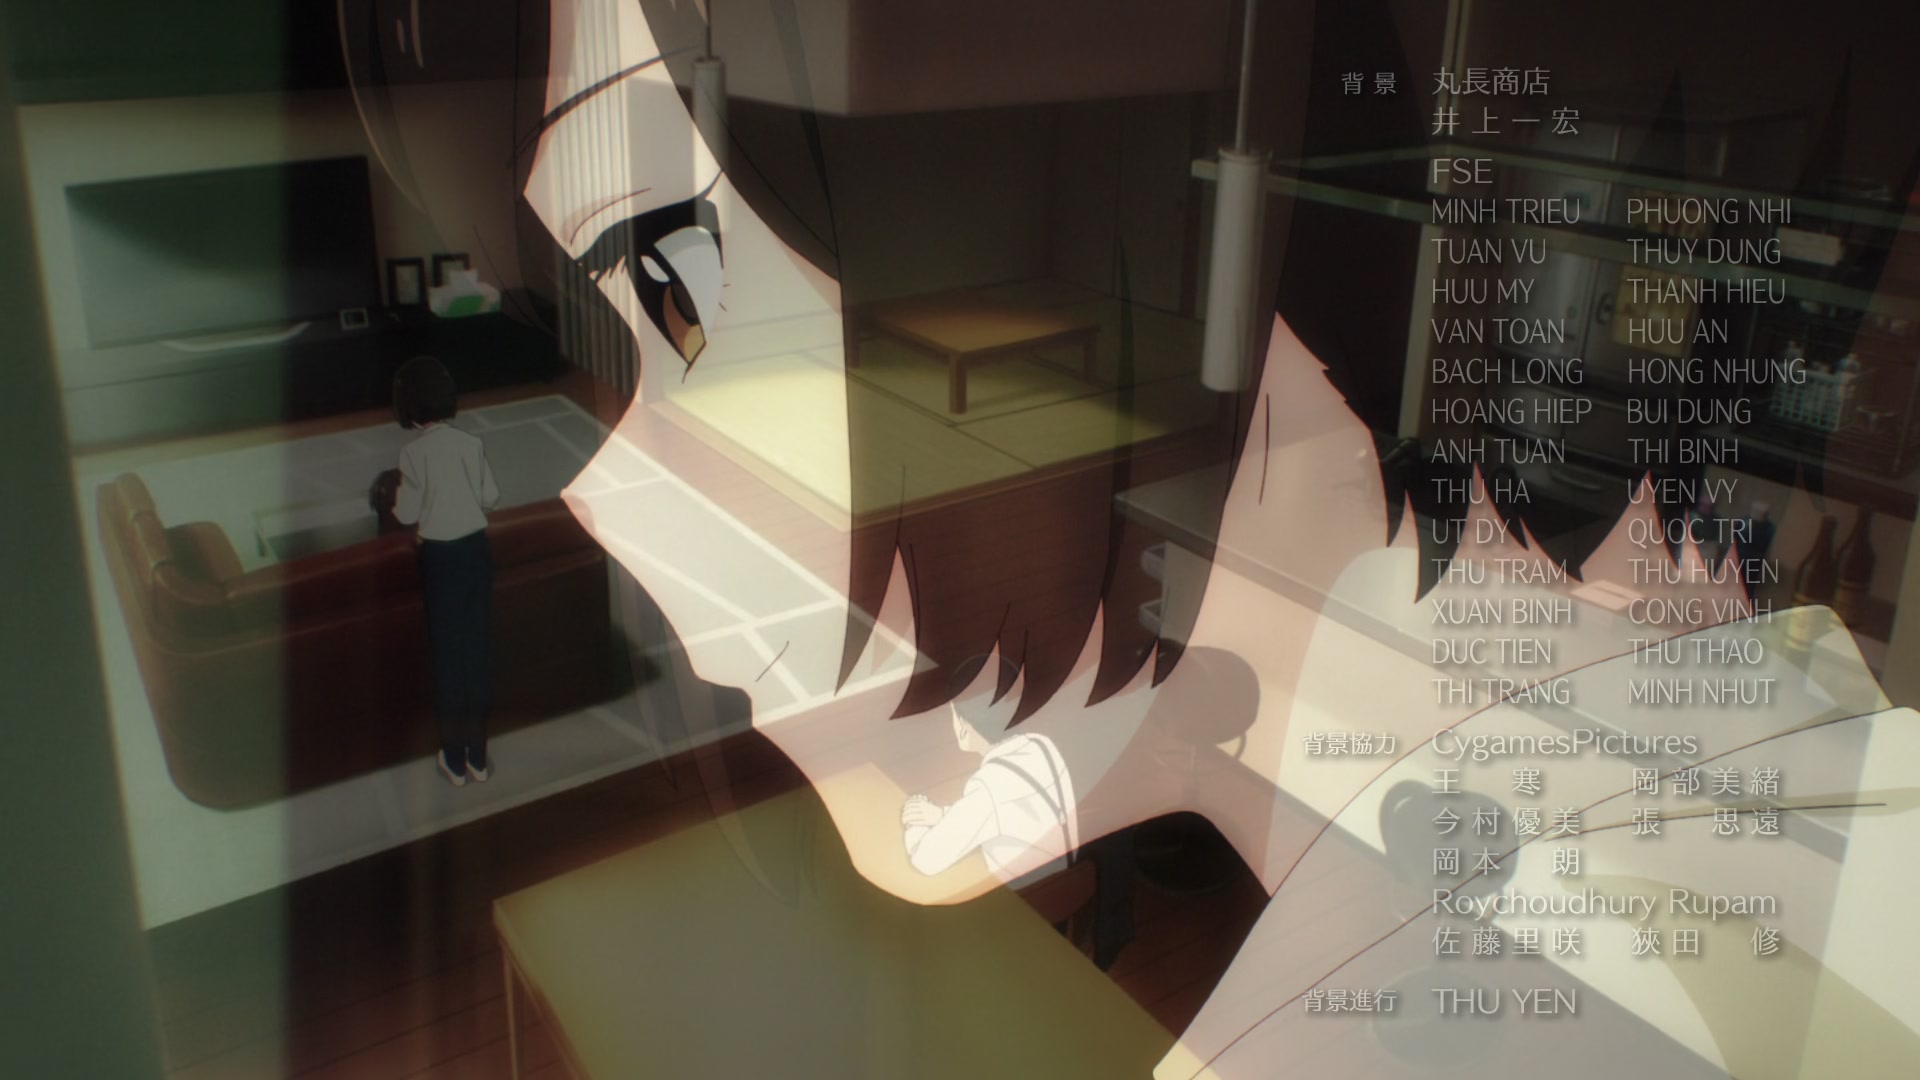 背景 丸長商店
井上一宏
FSE
MINH TRIEU PHUONG NHI
TUAN VU THUY DUNG
HUU MY THANH HIEU
VAN TOAN HUU AN
BACH LONG HONG NHUNG
HOANG HIEP BUI DUNG
ANH TUAN THI BINH
THU HA UYEN VY
UT DY QUOC TRI
THU TRAM THU HUYEN
XUAN BINH CONG VINH
DUC TIEN THU THAO
THI TRANG MINH NHUT
背景協力 CygamesPictures
王寒 岡部美緒
今村優美 張思遠
岡本朗
Roychoudhury Rupam
佐藤里咲 狹田修
背景進行 THU YEN